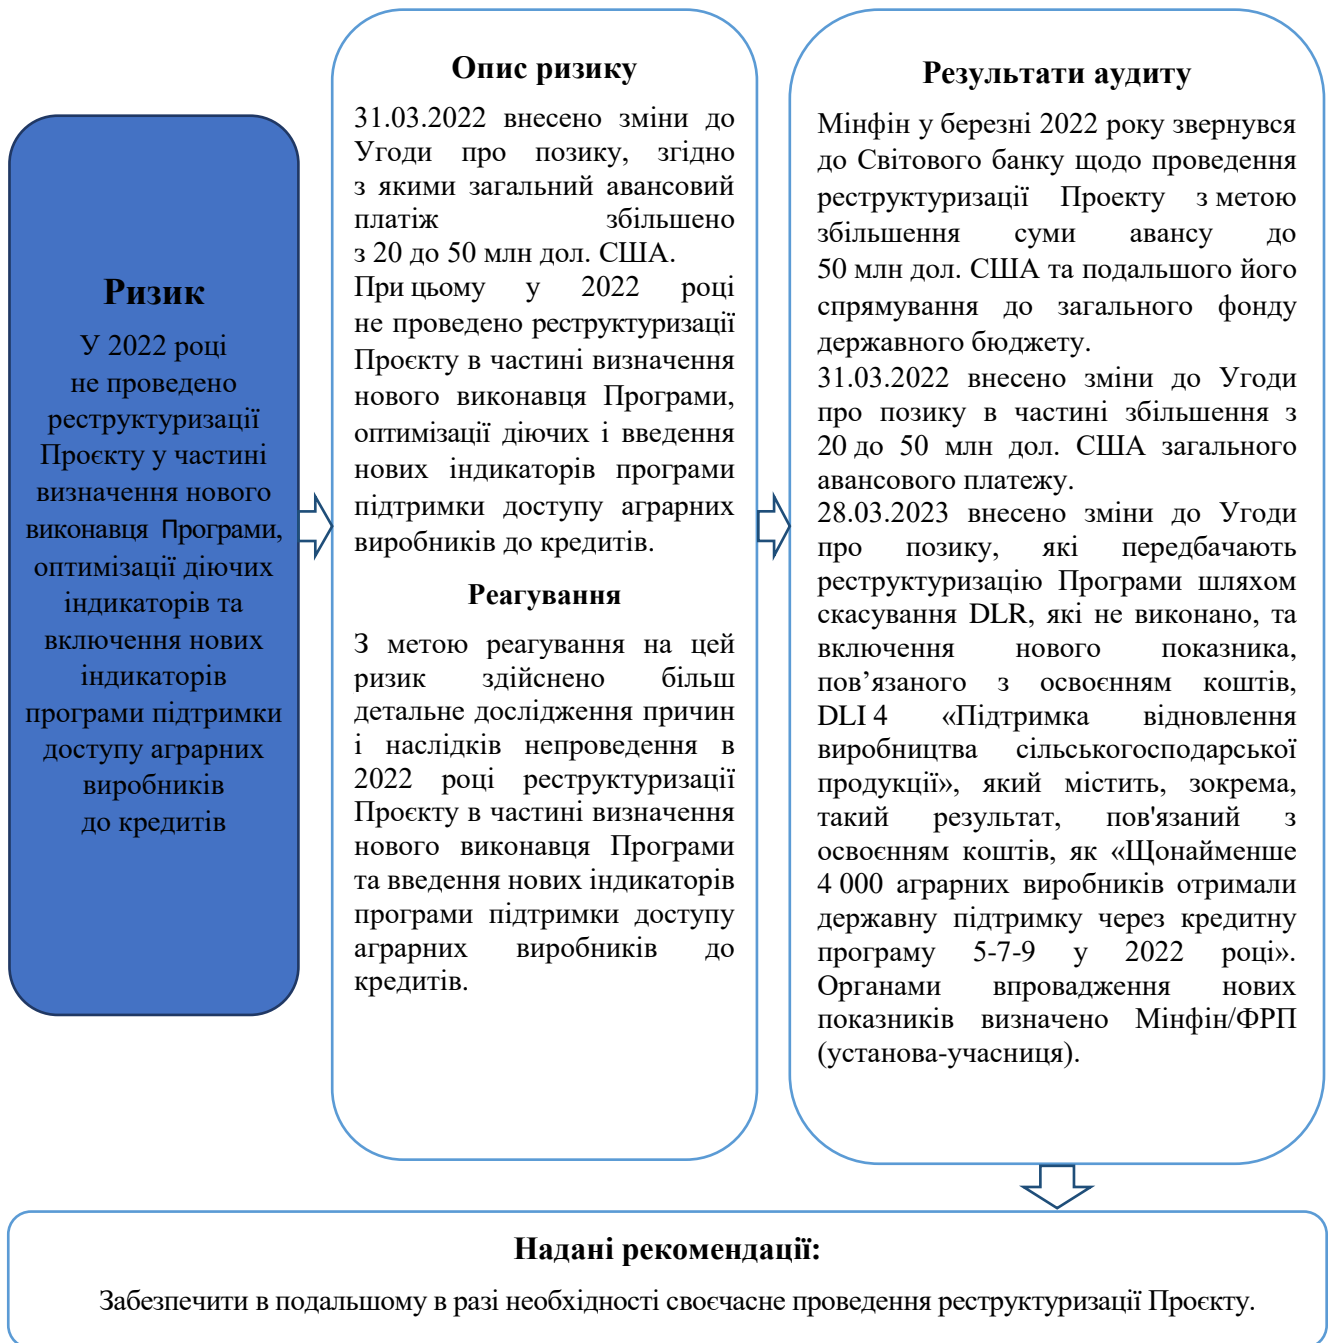 Ризик
У 2022 році
не проведено
реструктуризації
Проєкту у частині
визначення нового
виконавця Програми,
оптимізації діючих
індикаторів та
включення нових
індикаторів
програми підтримки
доступу аграрних
виробників
до кредитів
Опис ризику
31.03.2022 внесено зміни до
Угоди про позику, згідно
з якими загальний авансовий
платіж збільшено
з 20 до 50 млн дол. США.
При цьому у 2022 році
не проведено реструктуризації
Проєкту в частині визначення
нового виконавця Програми,
оптимізації діючих і введення
нових індикаторів програми
підтримки доступу аграрних
виробників до кредитів.
Реагування
З метою реагування на цей
ризик здійснено більш
детальне дослідження причин
і наслідків непроведення в
2022 році реструктуризації
Проєкту в частині визначення
нового виконавця Програми
та введення нових індикаторів
програми підтримки доступу
аграрних виробників до
кредитів.
Результати аудиту
Мінфін у березні 2022 року звернувся
до Світового банку щодо проведення
реструктуризації Проекту з метою
збільшення суми авансу до
50 млн дол. США та подальшого його
спрямування до загального фонду
державного бюджету.
31.03.2022 внесено зміни до Угоди
про позику в частині збільшення з
20 до 50 млн дол. США загального
авансового платежу.
28.03.2023 внесено зміни до Угоди
про позику, які передбачають
реструктуризацію Програми шляхом
скасування DLR, які не виконано, та
включення нового показника,
пов’язаного з освоєнням коштів,
DLI 4 «Підтримка відновлення
виробництва сільськогосподарської
продукції», який містить, зокрема,
такий результат, пов'язаний з
освоєнням коштів, як «Щонайменше
4 000 аграрних виробників отримали
державну підтримку через кредитну
програму 5-7-9 у 2022 році».
Органами впровадження нових
показників визначено Мінфін/ФРП
(установа-учасниця).
Надані рекомендації:
Забезпечити в подальшому в разі необхідності своєчасне проведення реструктуризації Проєкту.